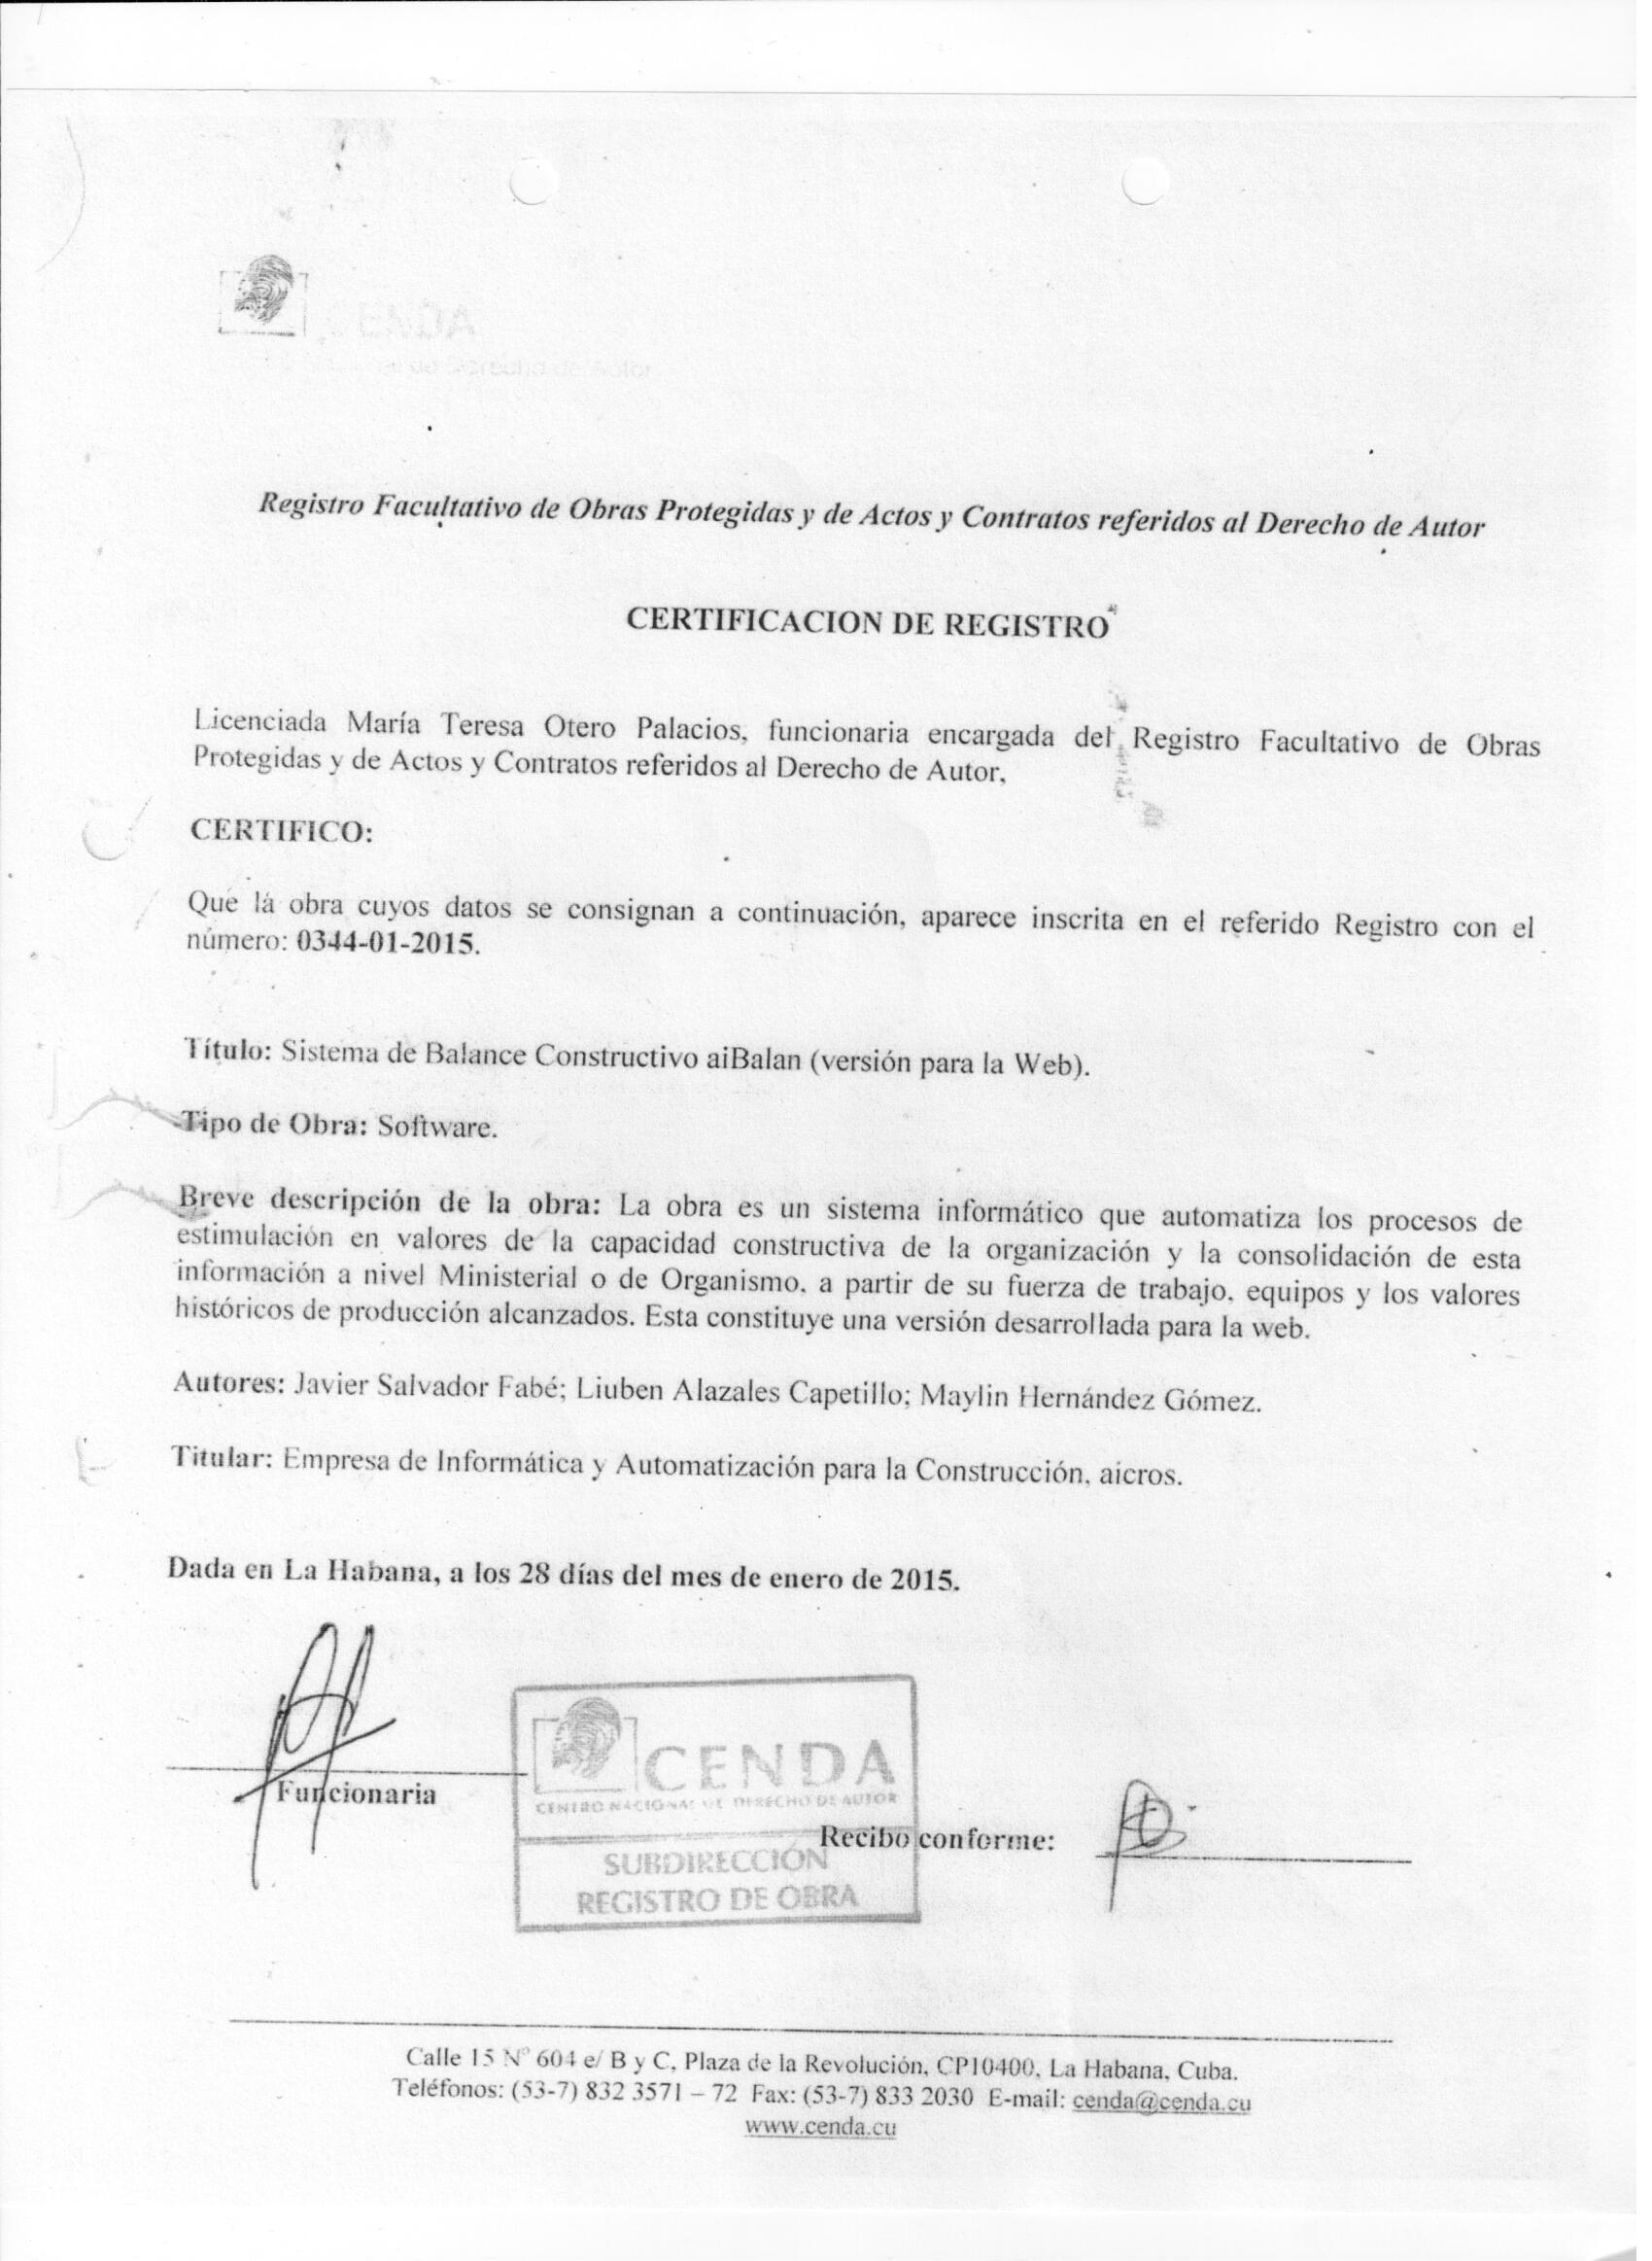 CENDA
Derecho de Autor
Registro Facultativo de Obras Protegidas y de Actos y Contratos referidos al Derecho de Autor
CERTIFICACION DE REGISTRO
Licenciada María Teresa Otero Palacios, funcionaria encargada del Registro Facultativo de Obras
Protegidas y de Actos y Contratos referidos al Derecho de Autor,
CERTIFICO:
Que la obra cuyos datos se consignan a continuación, aparece inscrita en el referido Registro con el
número: 0344-01-2015.
Título: Sistema de Balance Constructivo aiBalan (versión para la Web).
Tipo de Obra: Software.
Breve descripción de la obra: La obra es un sistema informático que automatiza los procesos de
estimulación en valores de la capacidad constructiva de la organización y la consolidación de esta
información a nivel Ministerial o de Organismo, a partir de su fuerza de trabajo, equipos y los valores
históricos de producción alcanzados. Esta constituye una versión desarrollada para la web.
Autores: Javier Salvador Fabé; Liuben Alazales Capetillo; Maylin Hernández Gómez.
Titular: Empresa de Informática y Automatización para la Construcción, aicros.
Dada en La Habana, a los 28 días del mes de enero de 2015.
Funcionaria
CENDA
CENTRO NACIONAL DE DERECHO DE AUTOR
SUBDIRECCIÓN
REGISTRO DE OBRA
Recibo conforme:
Calle 15 Nº 604 e/ B y C, Plaza de la Revolución, CP10400, La Habana, Cuba.
Teléfonos: (53-7) 832 3571 – 72 Fax: (53-7) 833 2030 E-mail: cenda@cenda.cu
www.cenda.cu